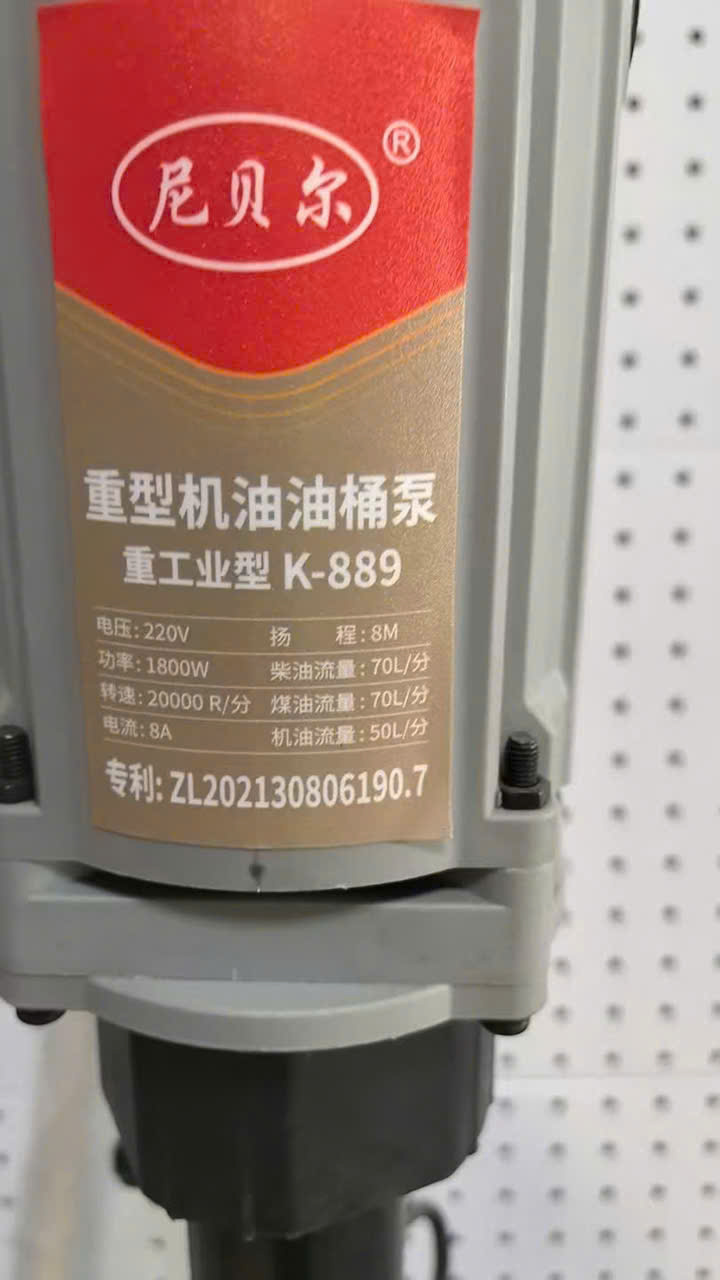 尼贝尔®
重型机油油桶泵
重工业型 K-889
电压: 220V 扬 程: 8M
功率: 1800W 柴油流量: 70L/分
转速: 20000 R/分 煤油流量: 70L/分
电流: 8A 机油流量: 50L/分
专利: ZL202130806190.7